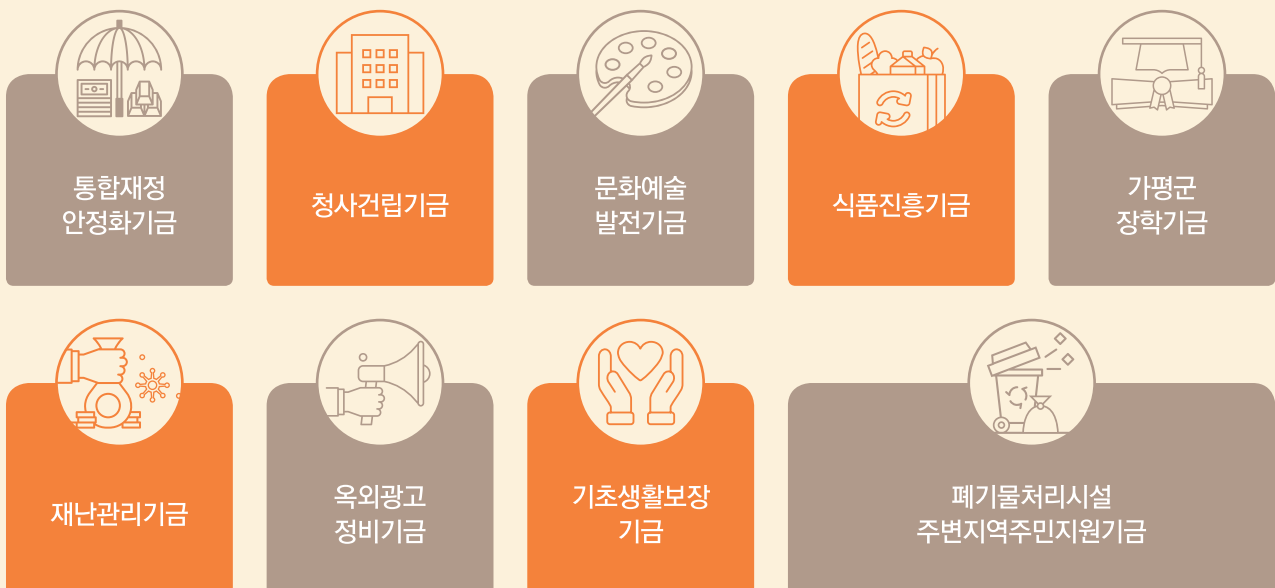 통합재정
안정화기금
청사건립기금
문화예술
발전기금
식품진흥기금
가평군
장학기금
재난관리기금
옥외광고
정비기금
기초생활보장
기금
폐기물처리시설
주변지역주민지원기금